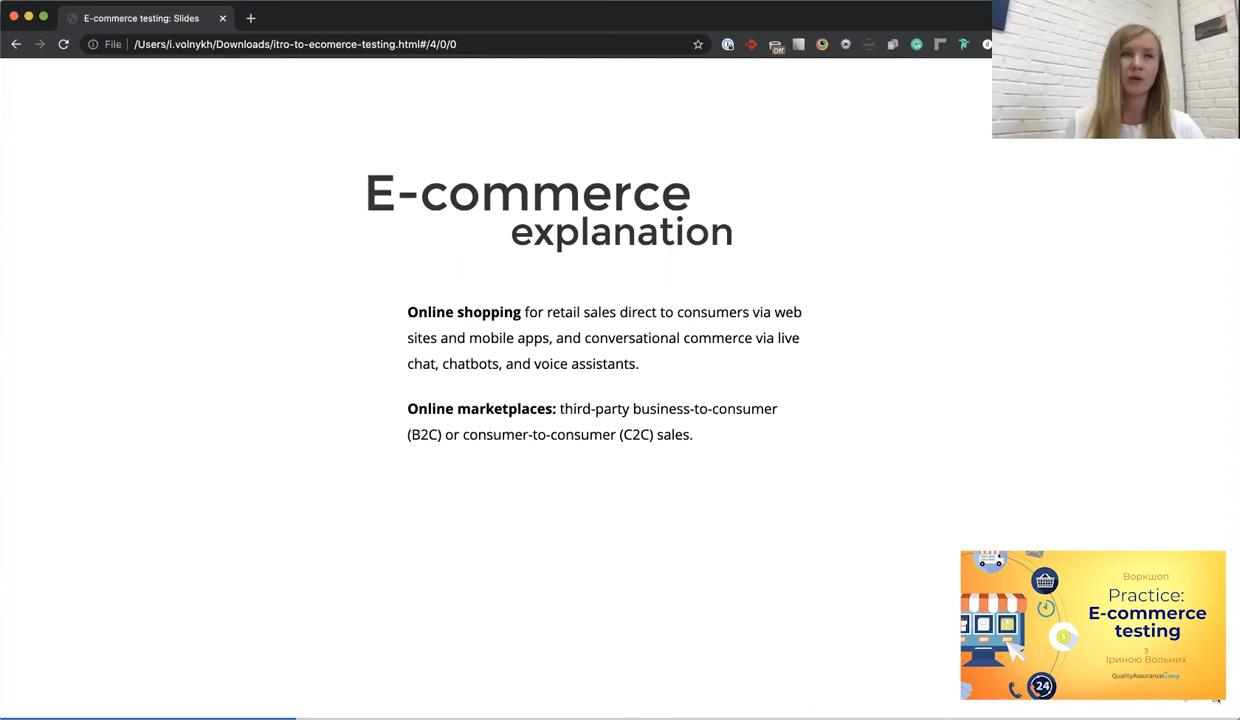 E-commerce testing: Slides
File
/Users/i.volnykh/Downloads/itro-to-ecomerce-testing.html#/4/0/0
Off
E-commerce
explanation
Online shopping for retail sales direct to consumers via web
sites and mobile apps, and conversational commerce via live
chat, chatbots, and voice assistants.
Online marketplaces: third-party business-to-consumer
(B2C) or consumer-to-consumer (C2C) sales.
Воркшоп
Practice:
E-commerce
testing
з
Іриною Вольних
QualityAssuranceGroup
24